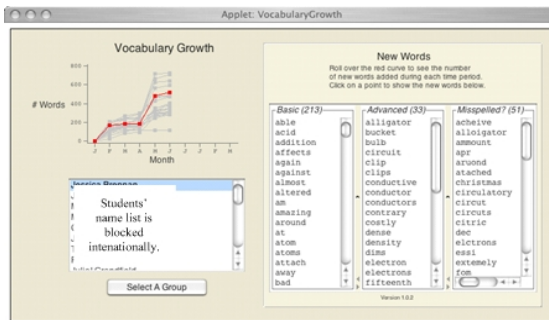 Applet: VocabularyGrowth
Vocabulary Growth
800
600
400
200
0
# Words
J F M A M J J J J M
Month
Students'
name list is
blocked
intenationally.
Select A Group
New Words
Roll over the red curve to see the number
of new words added during each time period.
Click on a point to show the new words below.
Basic (213)
able
acid
addition
affects
again
against
almost
altered
am
amazing
around
at
atom
atoms
attach
away
bad
Advanced (33)
alligator
bucket
bulb
circuit
clip
clips
conductive
conductor
conductors
contrary
costly
dense
density
dims
electron
electrons
fifteenth
Misspelled? (51)
acheive
alloigator
ammount
apr
aruond
atached
christmas
circulatory
circut
circuts
citric
dec
elctrons
essi
extemely
fom
Version 1.0.2